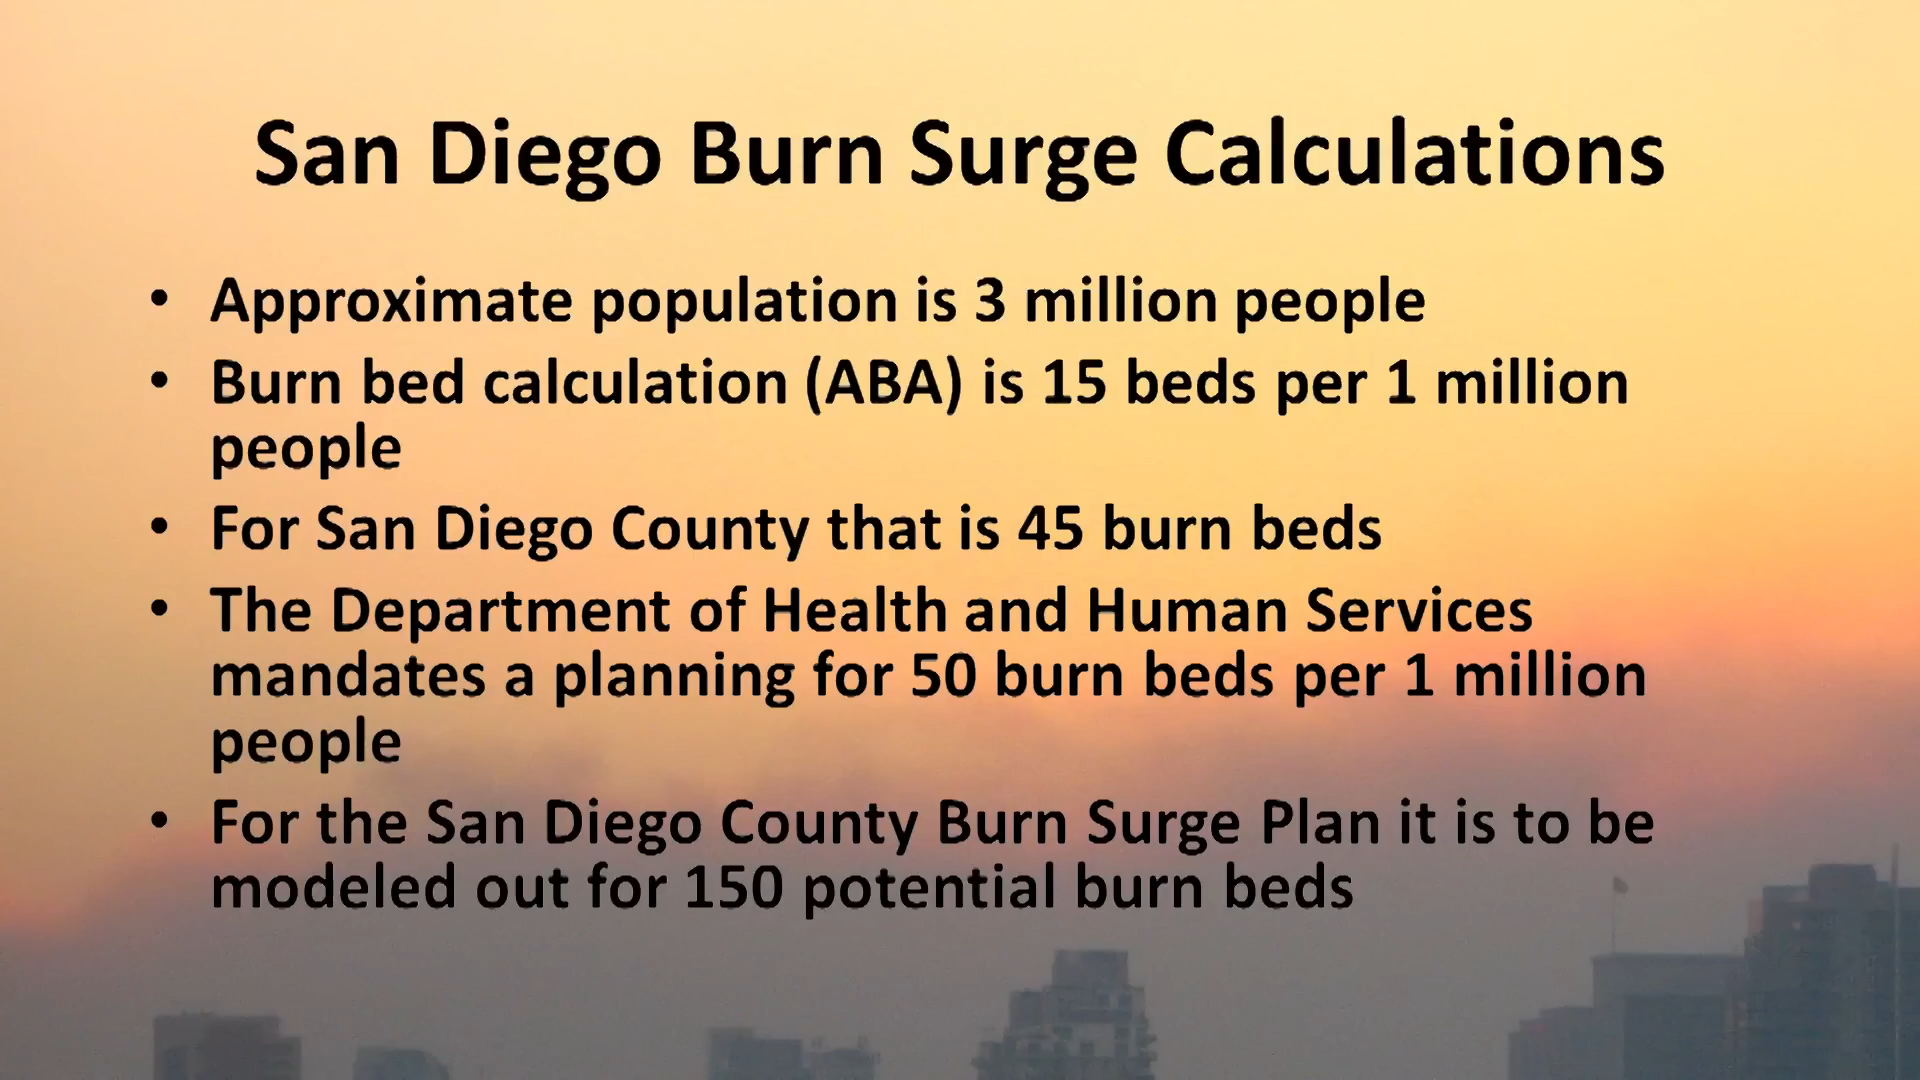 San Diego Burn Surge Calculations
• Approximate population is 3 million people
• Burn bed calculation (ABA) is 15 beds per 1 million
people
• For San Diego County that is 45 burn beds
• The Department of Health and Human Services
mandates a planning for 50 burn beds per 1 million
people
• For the San Diego County Burn Surge Plan it is to be
modeled out for 150 potential burn beds